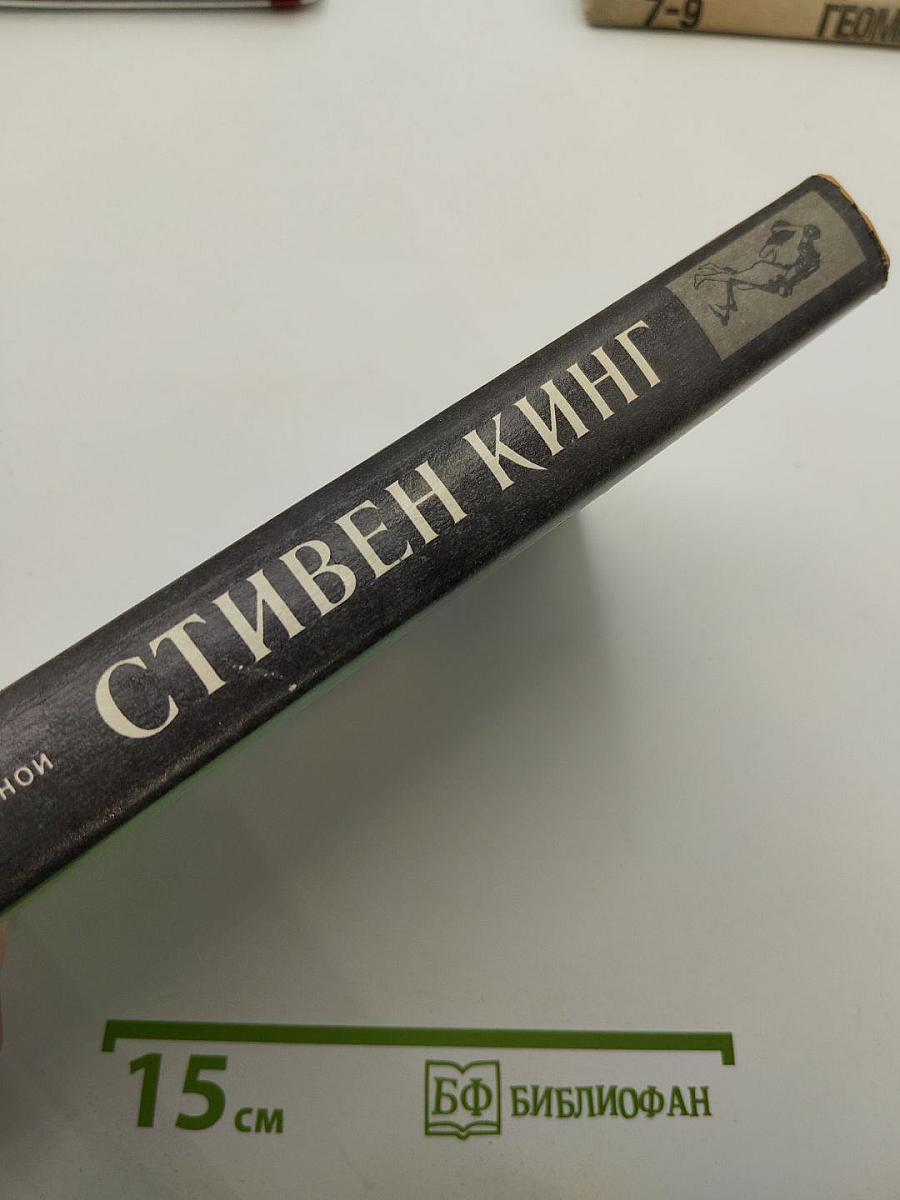 7-9 ГЕОМ
СТИВЕН КИНГ
НОЙ
15 см
БФ БИБЛИОФАН